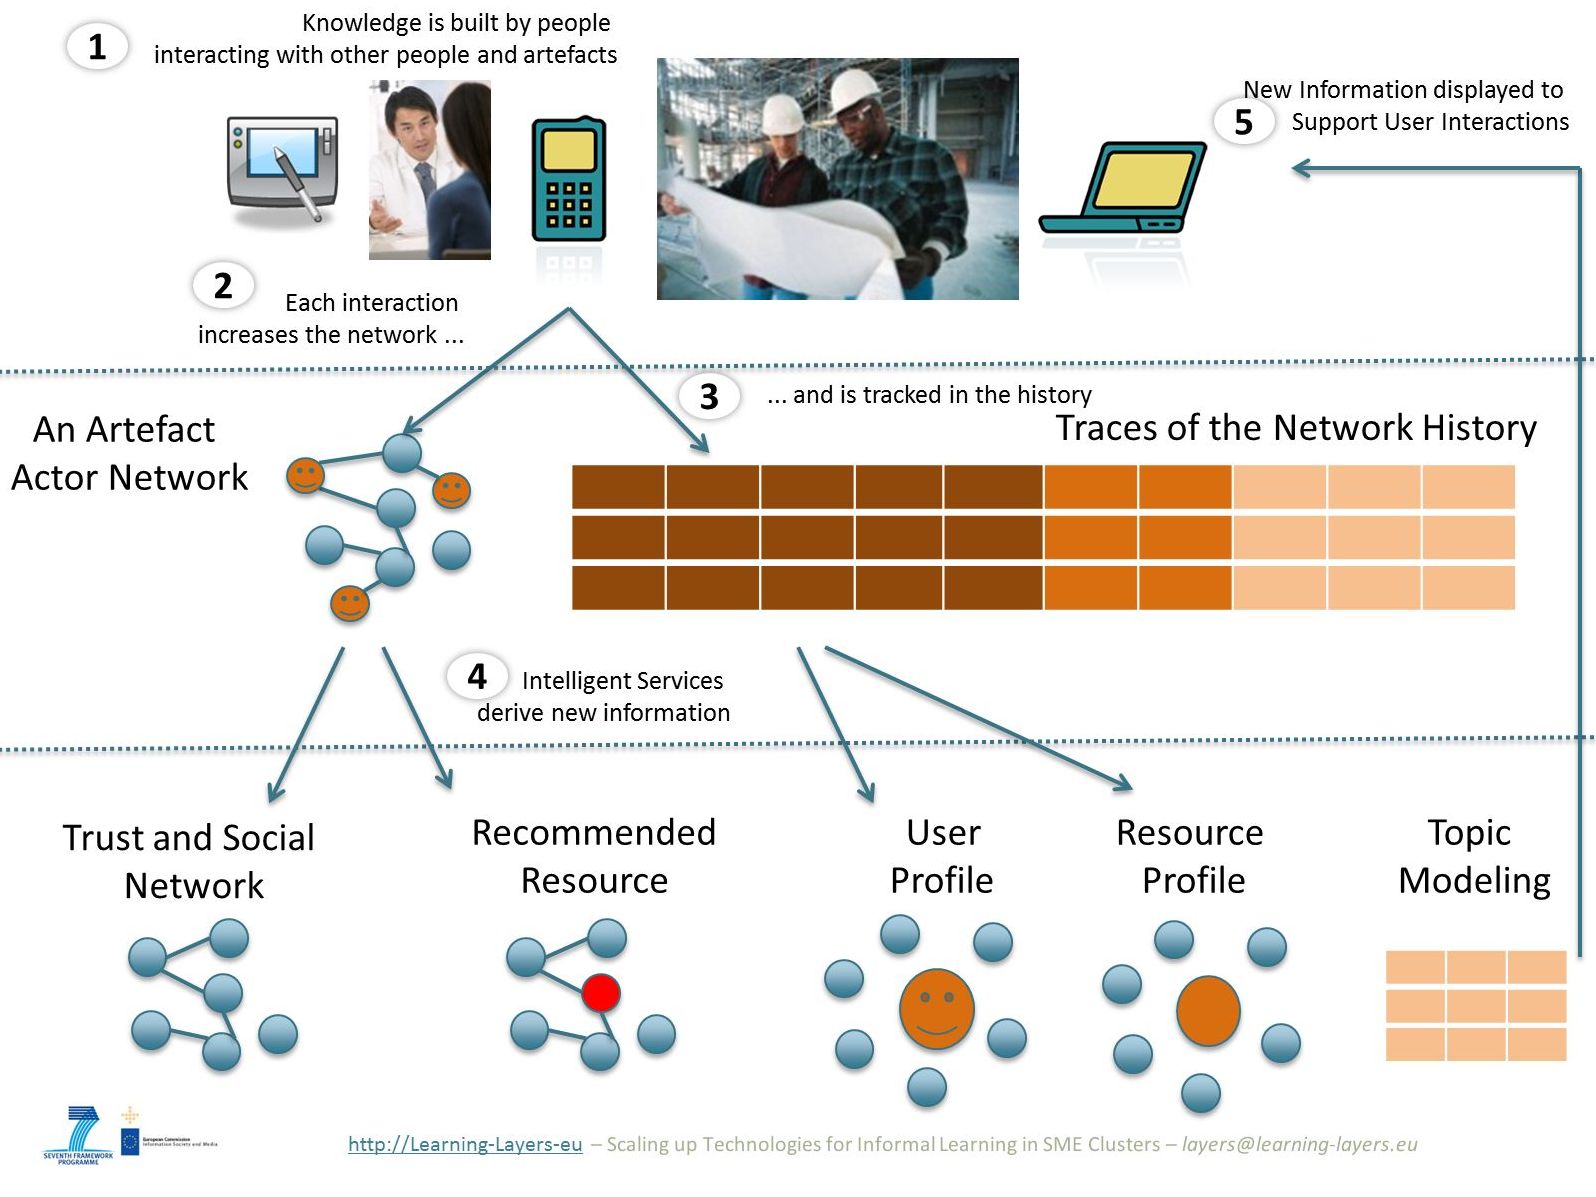 1
Knowledge is built by people
interacting with other people and artefacts
New Information displayed to
5
Support User Interactions
2
Each interaction
increases the network ...
3
... and is tracked in the history
An Artefact
Actor Network
Traces of the Network History
4
Intelligent Services
derive new information
Trust and Social
Network
Recommended
Resource
User
Profile
Resource
Profile
Topic
Modeling
SEVENTH FRAMEWORK
PROGRAMME
European Commission
Information Society and Media
http://Learning-Layers-eu – Scaling up Technologies for Informal Learning in SME Clusters – layers@learning-layers.eu